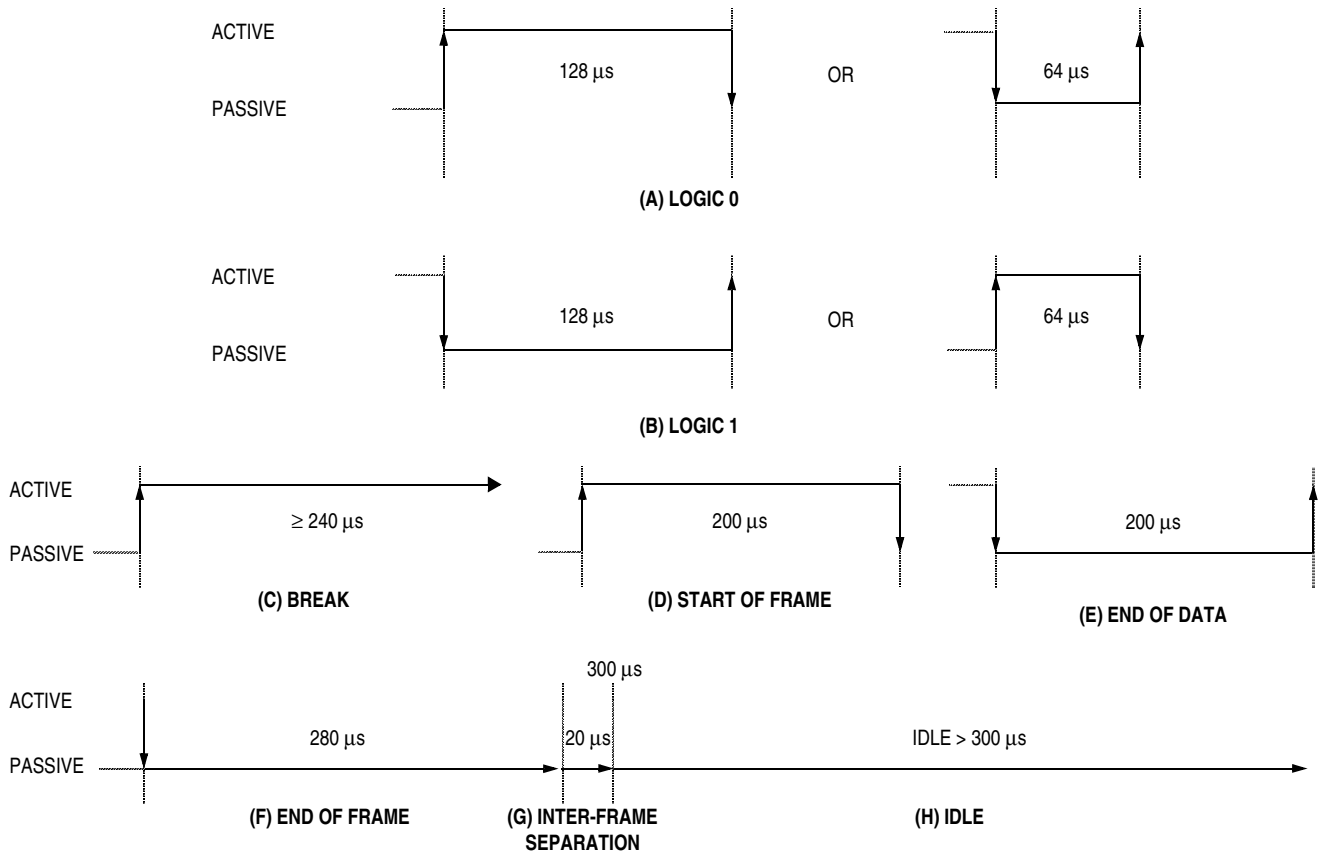 ACTIVE
128 μs
OR
64 μs
PASSIVE
(A) LOGIC 0
ACTIVE
128 μs
OR
64 μs
PASSIVE
(B) LOGIC 1
ACTIVE
≥ 240 μs
200 μs
200 μs
PASSIVE
(C) BREAK
(D) START OF FRAME
(E) END OF DATA
300 μs
ACTIVE
280 μs
20 μs
IDLE > 300 μs
PASSIVE
(F) END OF FRAME
(G) INTER-FRAME
SEPARATION
(H) IDLE